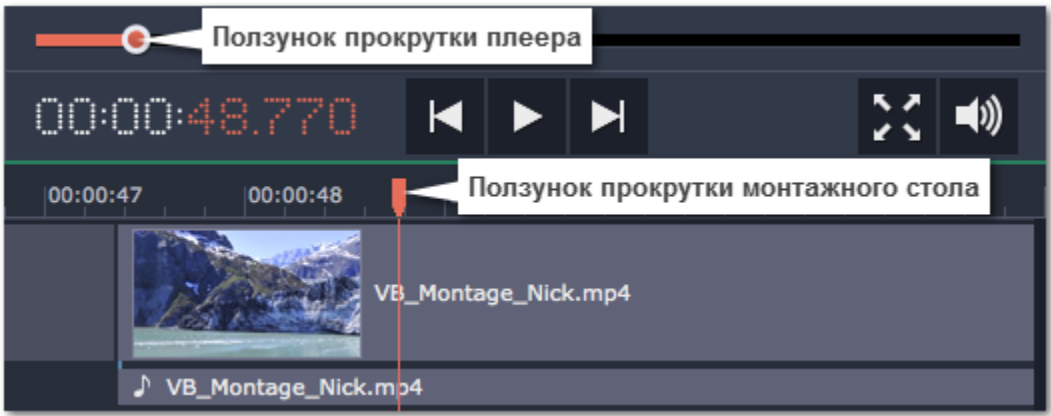 Ползунок прокрутки плеера
00:00:48.770
Ползунок прокрутки монтажного стола
00:00:47 00:00:48
VB_Montage_Nick.mp4
VB_Montage_Nick.mp4